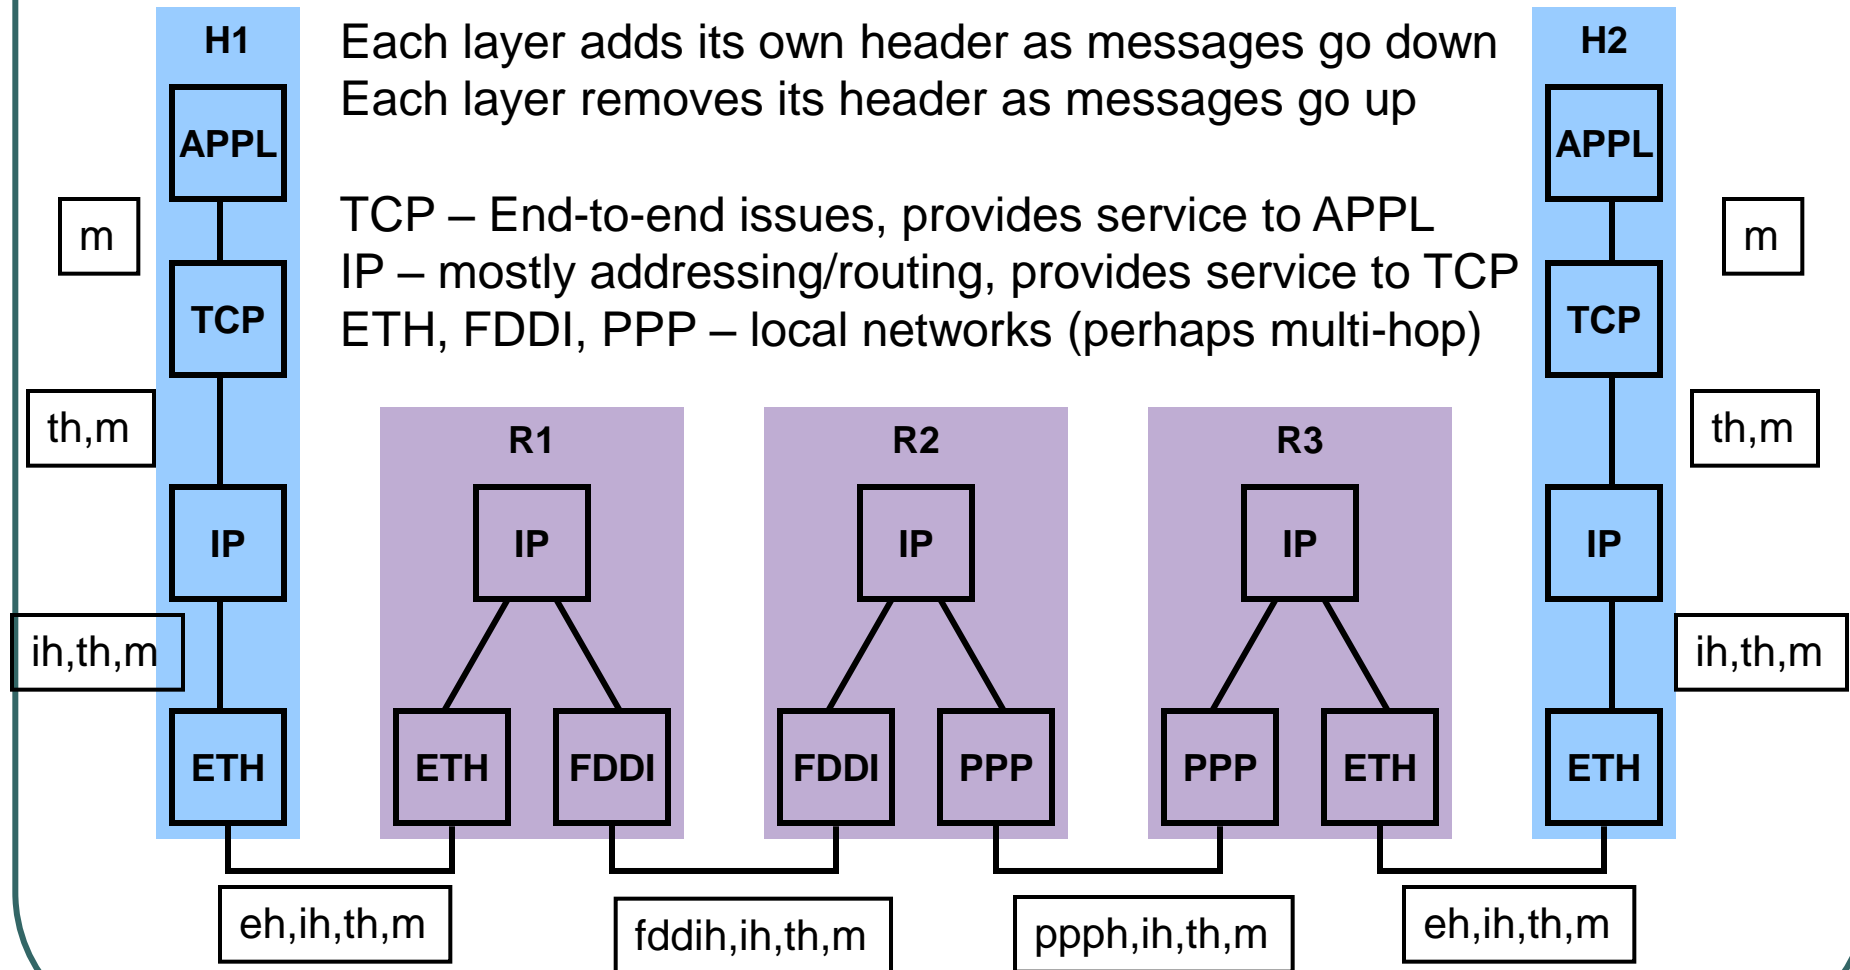 H1
Each layer adds its own header as messages go down
H2
Each layer removes its header as messages go up
APPL
APPL
TCP – End-to-end issues, provides service to APPL
m
m
IP – mostly addressing/routing, provides service to TCP
TCP
TCP
ETH, FDDI, PPP – local networks (perhaps multi-hop)
th,m
th,m
R1
R2
R3
IP
IP
IP
IP
IP
ih,th,m
ih,th,m
ETH
ETH
FDDI
FDDI
PPP
PPP
ETH
ETH
eh,ih,th,m
fddih,ih,th,m
ppph,ih,th,m
eh,ih,th,m